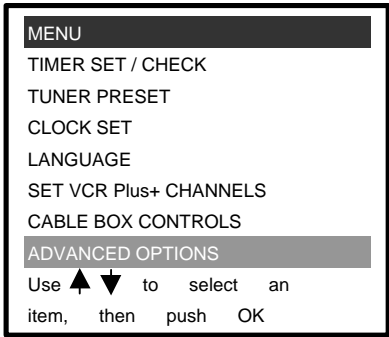 MENU
TIMER SET / CHECK
TUNER PRESET
CLOCK SET
LANGUAGE
SET VCR Plus+ CHANNELS
CABLE BOX CONTROLS
ADVANCED OPTIONS
Use ▲ ▼ to select an
item, then push OK